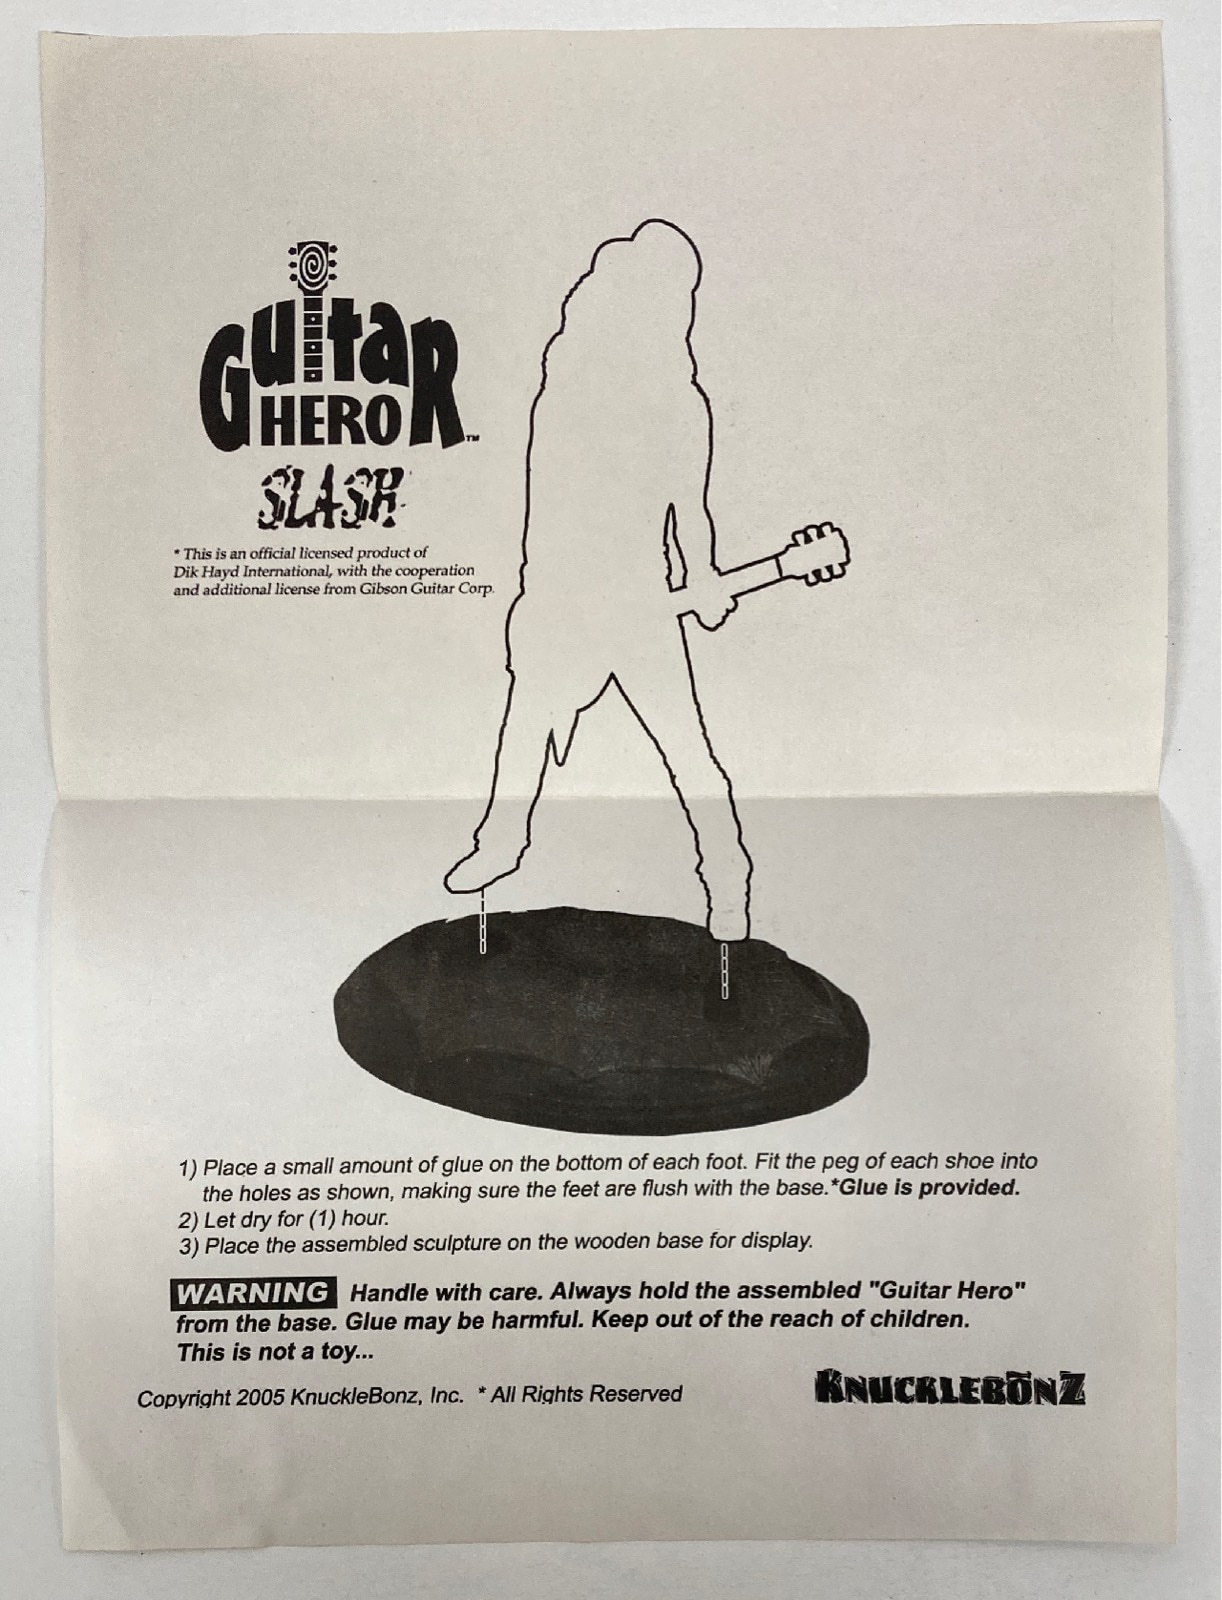 Guitar
HERO™
SLASH
* This is an official licensed product of
Dik Hayd International, with the cooperation
and additional license from Gibson Guitar Corp.
1) Place a small amount of glue on the bottom of each foot. Fit the peg of each shoe into
the holes as shown, making sure the feet are flush with the base.*Glue is provided.
2) Let dry for (1) hour.
3) Place the assembled sculpture on the wooden base for display.
WARNING Handle with care. Always hold the assembled "Guitar Hero"
from the base. Glue may be harmful. Keep out of the reach of children.
This is not a toy...
Copyright 2005 KnuckleBonz, Inc. * All Rights Reserved
KNUCKLEBONZ